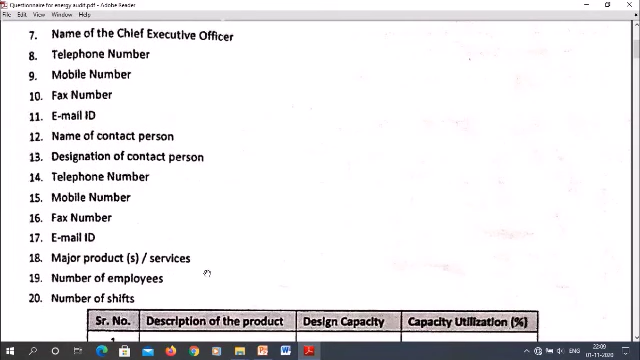 Questionnaire for energy audit.pdf - Adobe Reader
File Edit View Window Help
7. Name of the Chief Executive Officer
8. Telephone Number
9. Mobile Number
10. Fax Number
11. E-mail ID
12. Name of contact person
13. Designation of contact person
14. Telephone Number
15. Mobile Number
16. Fax Number
17. E-mail ID
18. Major product (s) / services
19. Number of employees
20. Number of shifts
Sr. No. Description of the product Design Capacity Capacity Utilization (%)
1
ENG 22:09
01-11-2020